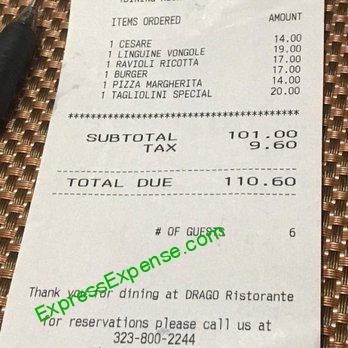 ITEMS ORDERED AMOUNT
1 CESARE 14.00
1 LINGUINE VONGOLE 19.00
1 RAVIOLI RICOTTA 17.00
1 BURGER 17.00
1 PIZZA MARGHERITA 14.00
1 TAGLIOLINI SPECIAL 20.00
****************************************
SUBTOTAL 101.00
TAX 9.60
TOTAL DUE 110.60
# OF GUESTS 6
ExpressExpense.com
Thank you for dining at DRAGO Ristorante
for reservations please call us at
323-800-2244